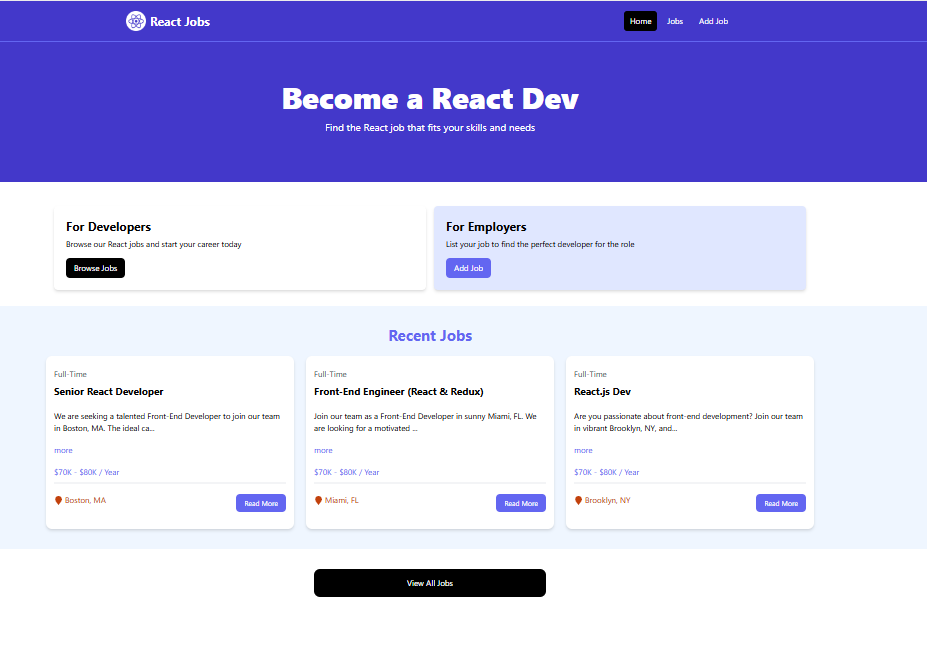 React Jobs
Home Jobs Add Job
Become a React Dev
Find the React job that fits your skills and needs
For Developers
Browse our React jobs and start your career today
Browse Jobs
For Employers
List your job to find the perfect developer for the role
Add Job
Recent Jobs
Full-Time
Senior React Developer
We are seeking a talented Front-End Developer to join our team
in Boston, MA. The ideal ca...
more
$70K - $80K / Year
Boston, MA
Read More
Full-Time
Front-End Engineer (React & Redux)
Join our team as a Front-End Developer in sunny Miami, FL. We
are looking for a motivated ...
more
$70K - $80K / Year
Miami, FL
Read More
Full-Time
React.js Dev
Are you passionate about front-end development? Join our team
in vibrant Brooklyn, NY, and...
more
$70K - $80K / Year
Brooklyn, NY
Read More
View All Jobs